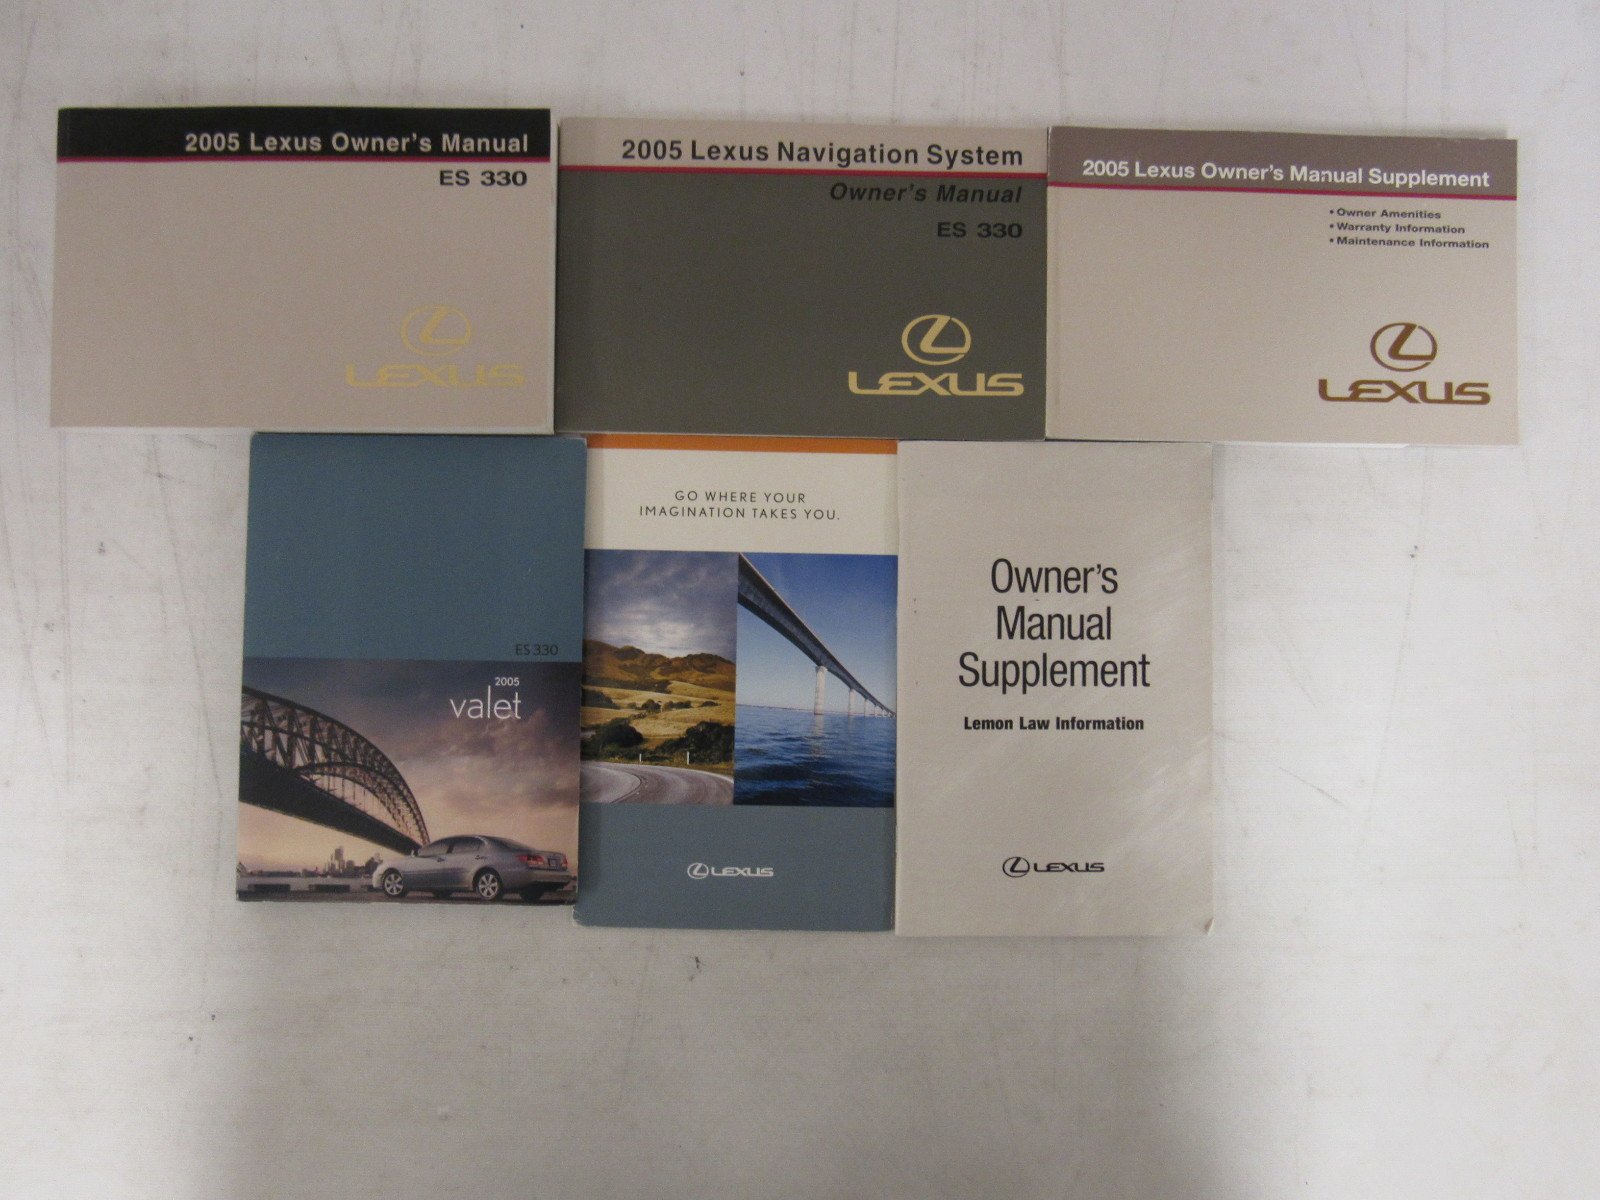 2005 Lexus Owner's Manual
ES 330
LEXUS
2005 Lexus Navigation System
Owner's Manual
ES 330
LEXUS
2005 Lexus Owner's Manual Supplement
• Owner Amenities
• Warranty Information
• Maintenance Information
LEXUS
ES 330
2005
valet
GO WHERE YOUR
IMAGINATION TAKES YOU.
LEXUS
Owner's
Manual
Supplement
Lemon Law Information
LEXUS